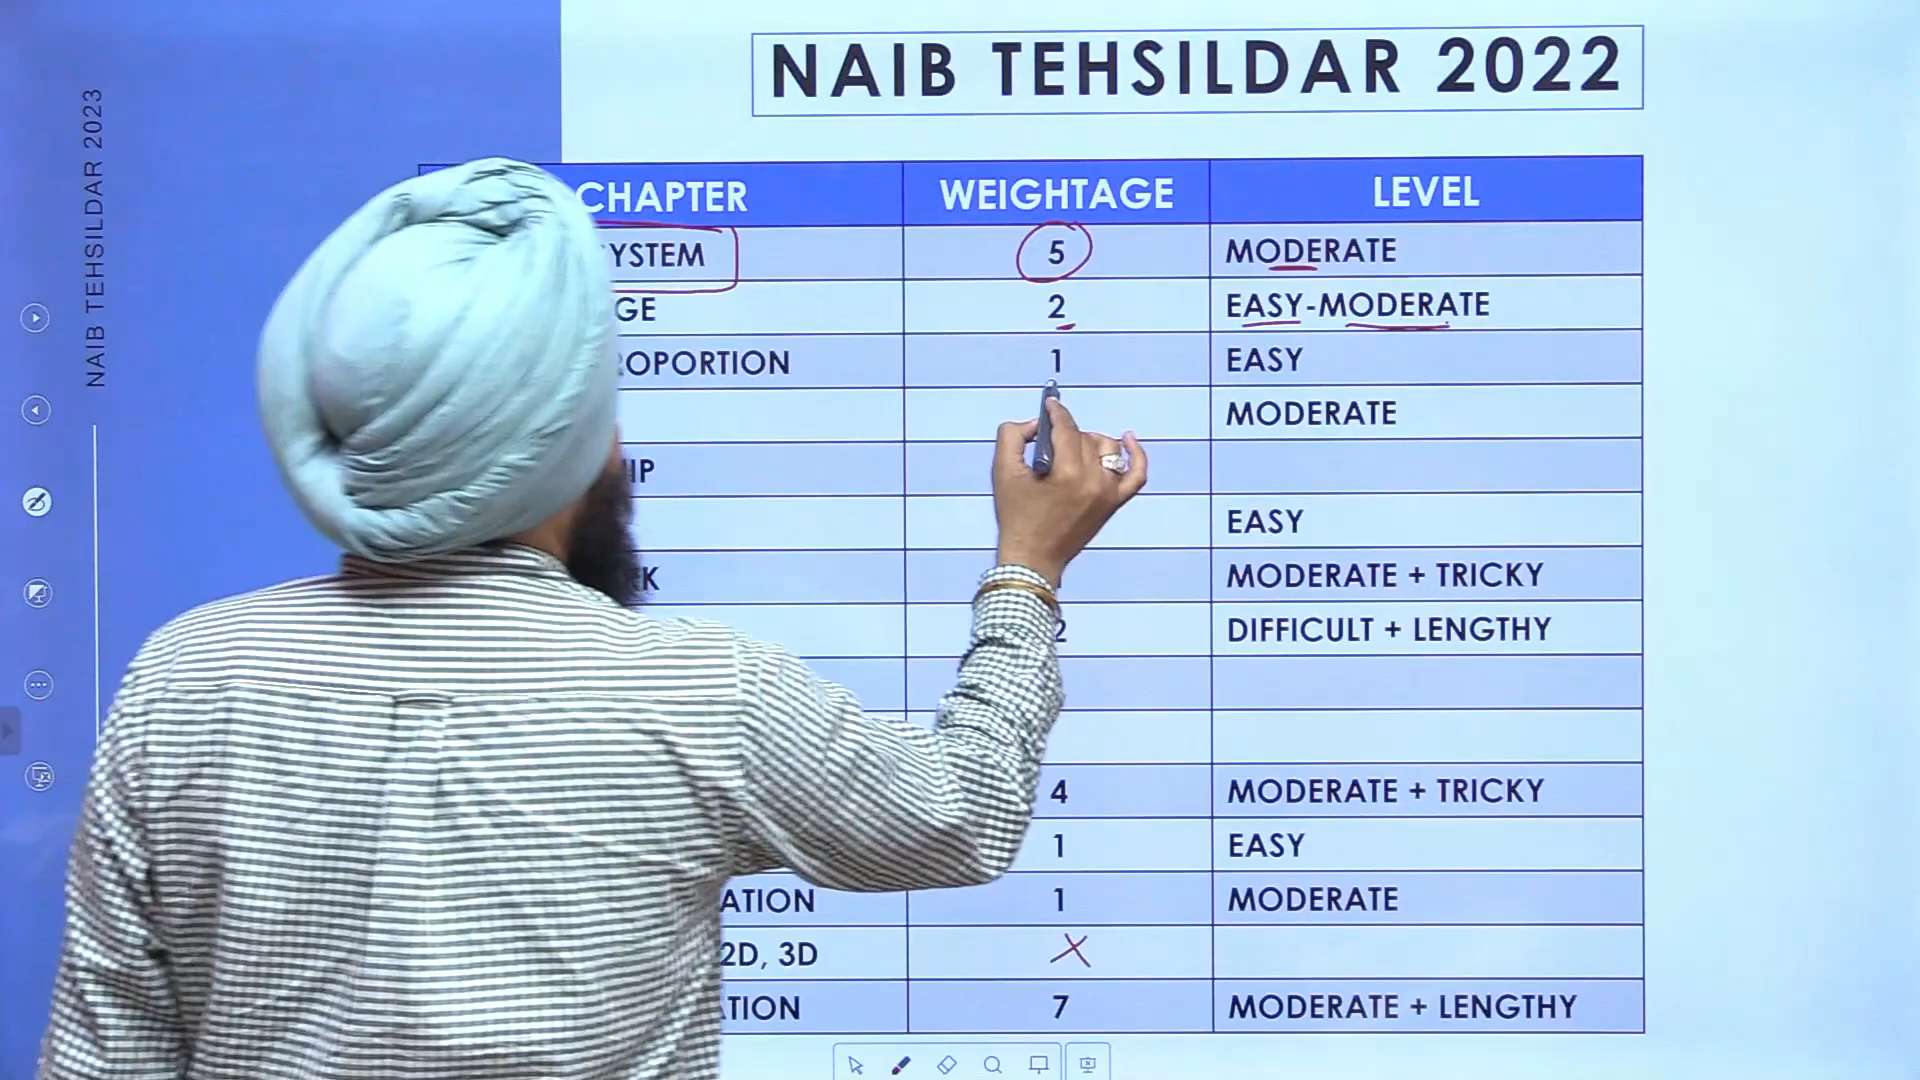 NAIB TEHSILDAR 2022
NAIB TEHSILDAR 2023
CHAPTER WEIGHTAGE LEVEL
YSTEM 5 MODERATE
GE 2 EASY-MODERATE
ROPORTION 1 EASY
MODERATE
IP
EASY
RK MODERATE + TRICKY
2 DIFFICULT + LENGTHY
4 MODERATE + TRICKY
1 EASY
ATION 1 MODERATE
2D, 3D X
ATION 7 MODERATE + LENGTHY